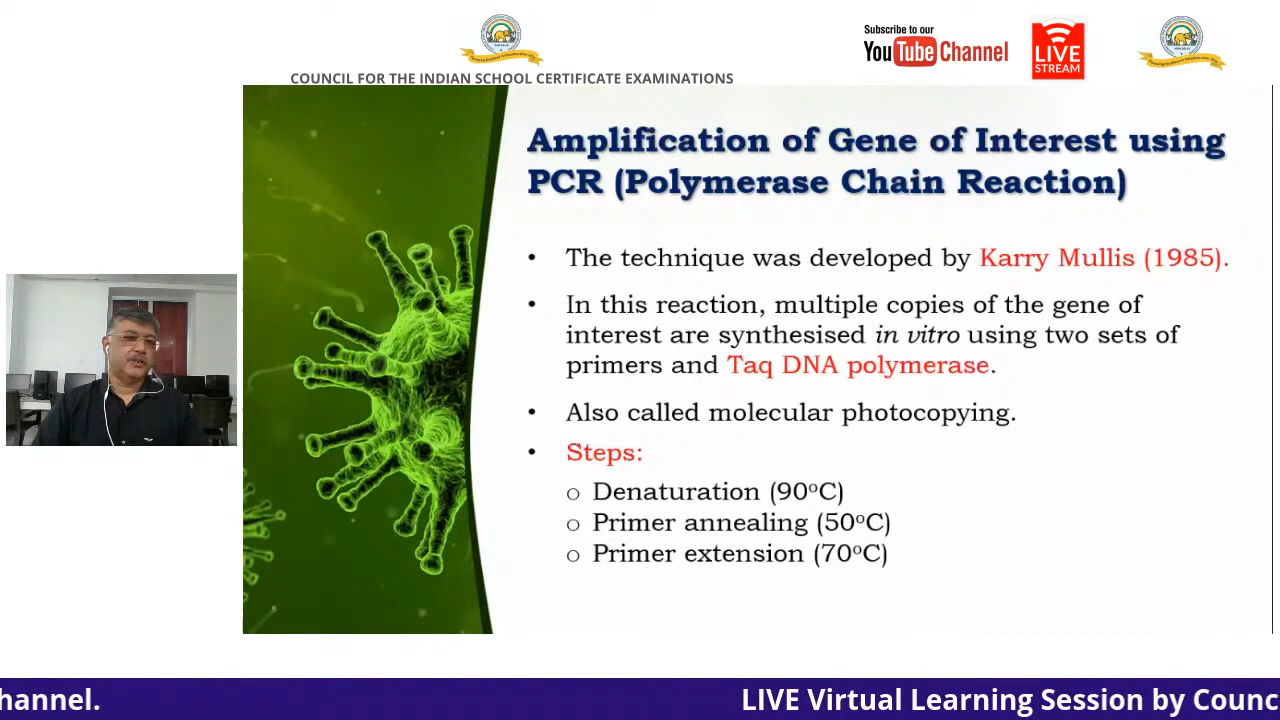 Subscribe to our
YouTube Channel
LIVE
STREAM
COUNCIL FOR THE INDIAN SCHOOL CERTIFICATE EXAMINATIONS
Amplification of Gene of Interest using
PCR (Polymerase Chain Reaction)
• The technique was developed by Karry Mullis (1985).
• In this reaction, multiple copies of the gene of
interest are synthesised in vitro using two sets of
primers and Taq DNA polymerase.
• Also called molecular photocopying.
• Steps:
o Denaturation (90°C)
o Primer annealing (50°C)
o Primer extension (70°C)
hannel. LIVE Virtual Learning Session by Counc